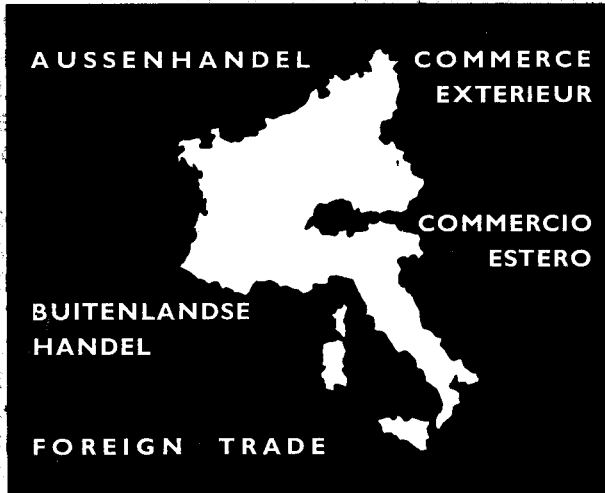 AUSSENHANDEL
COMMERCE
EXTERIEUR
COMMERCIO
ESTERO
BUITENLANDSE
HANDEL
FOREIGN TRADE